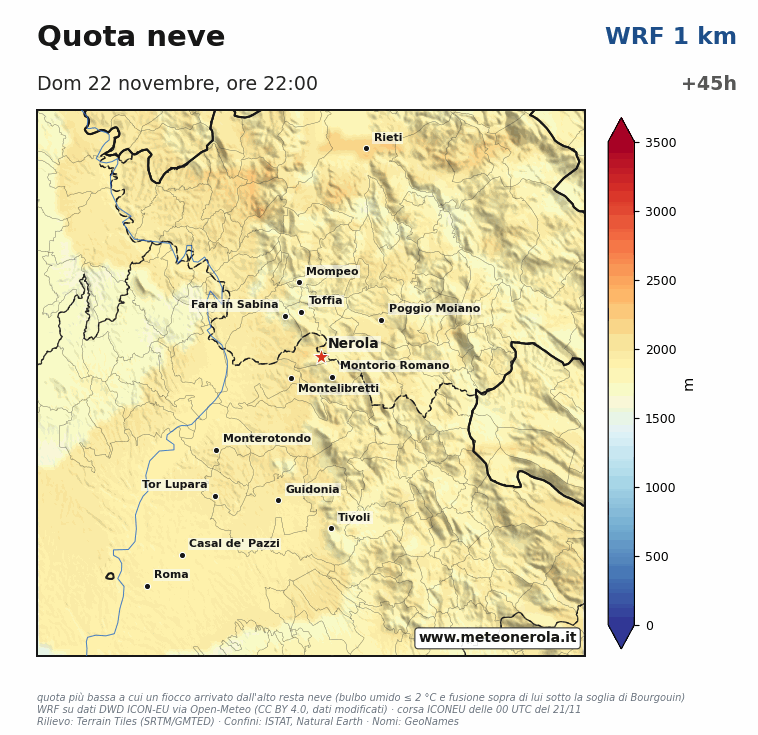 Quota neve
WRF 1 km
Dom 22 novembre, ore 22:00
+45h
Rieti
Mompeo
Fara in Sabina
Toffia
Poggio Moiano
Nerola
Montorio Romano
Montelibretti
Monterotondo
Tor Lupara
Guidonia
Tivoli
Casal de' Pazzi
Roma
www.meteonerola.it
3500
3000
2500
2000
1500
1000
500
0
m
quota più bassa a cui un fiocco arrivato dall'alto resta neve (bulbo umido ≤ 2 °C e fusione sopra di lui sotto la soglia di Bourgouin)
WRF su dati DWD ICON-EU via Open-Meteo (CC BY 4.0, dati modificati) · corsa ICONEU delle 00 UTC del 21/11
Rilievo: Terrain Tiles (SRTM/GMTED) · Confini: ISTAT, Natural Earth · Nomi: GeoNames